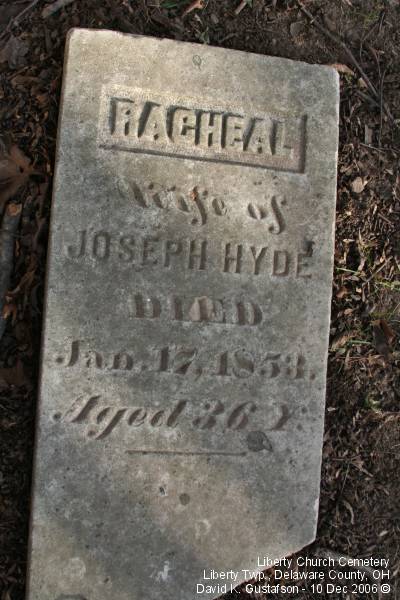 RACHEAL
Wife of
JOSEPH HYDE
DIED
Jan. 17, 1853.
Aged 36 Y.
Liberty Church Cemetery
Liberty Twp., Delaware County, OH
David K. Gustafson - 10 Dec 2006 ©